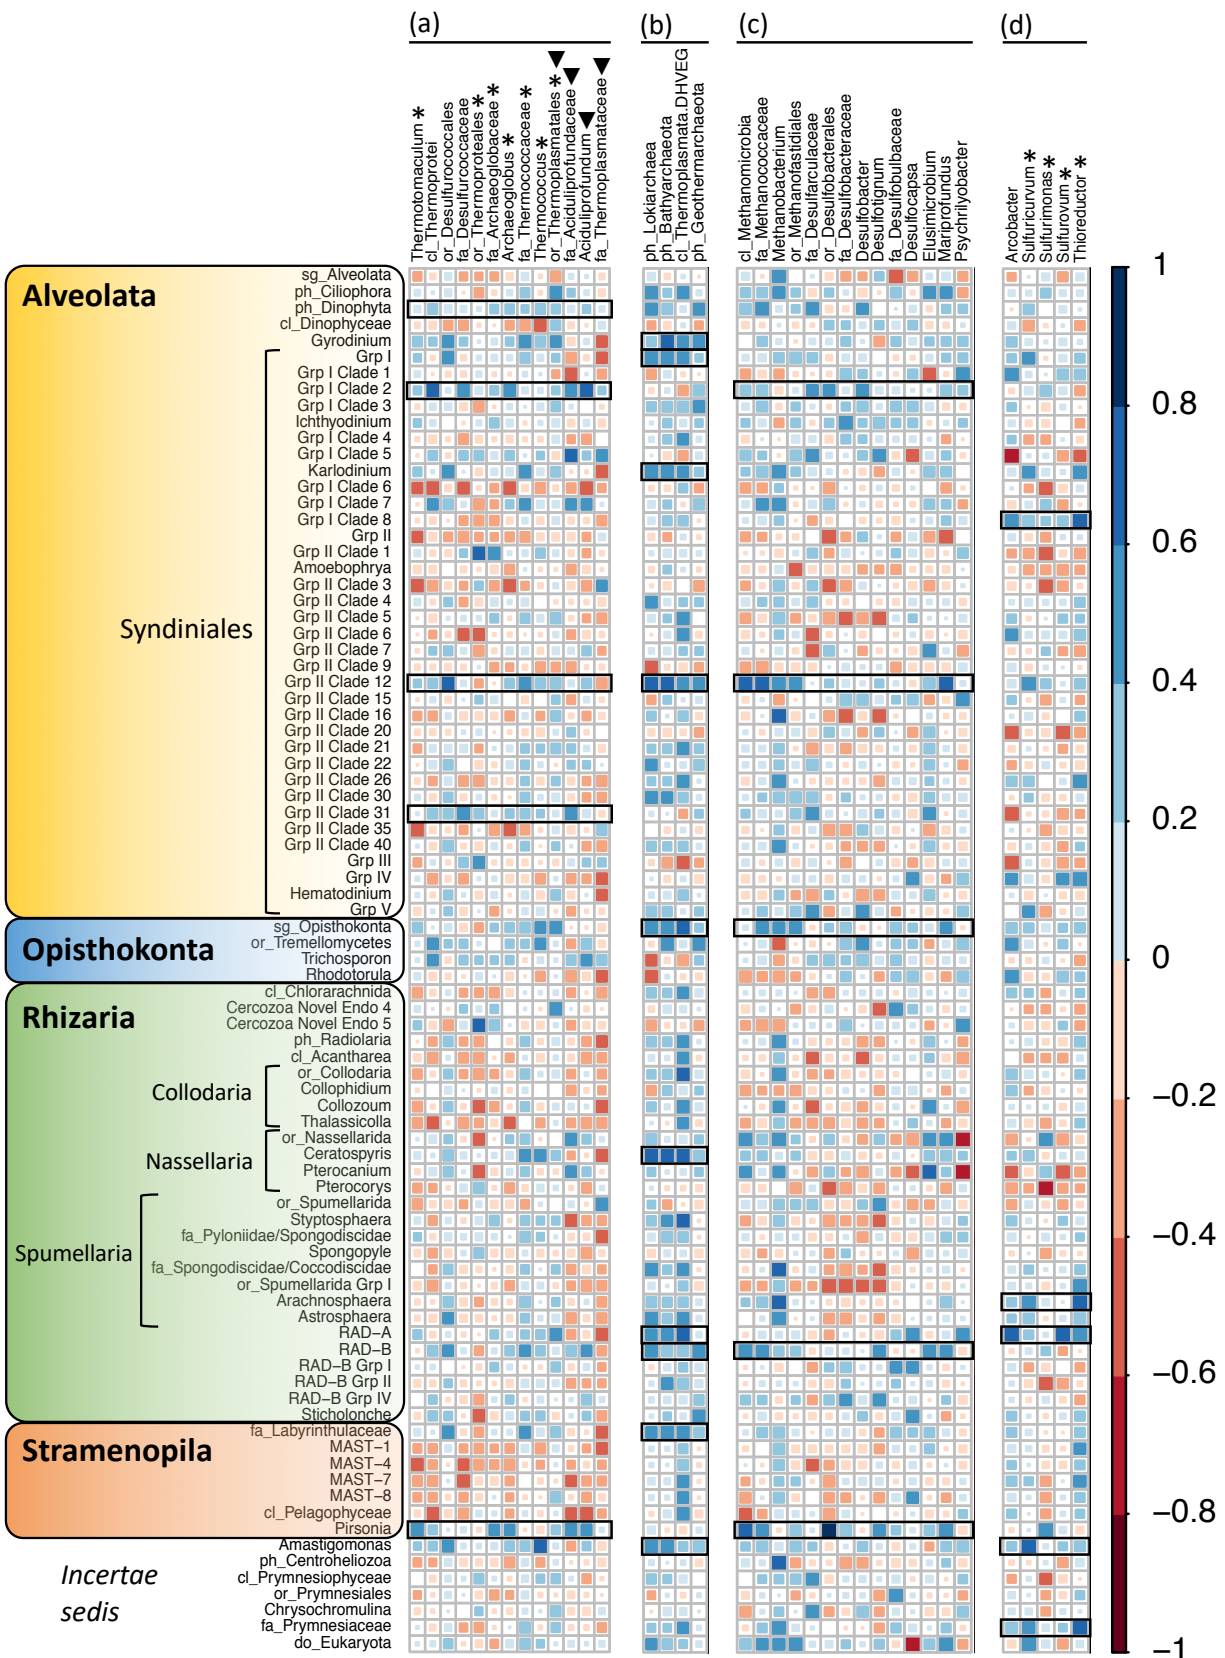 (a) (b) (c) (d)
Thermotomaculum *
cl_Thermoprotei
or_Desulfurococcales
fa_Desulfurococcaceae
or_Thermoproteales *
fa_Archaeoglobaceae *
Archaeoglobus *
fa_Thermococcaceae *
Thermococcus *
or_Thermoplasmatales * ▼
fa_Aciduliprofundaceae ▼
Aciduliprofundum ▼
fa_Thermoplasmataceae ▼
ph_Lokiarchaea
ph_Bathyarchaeota
cl_Thermoplasmata.DHVEG
ph_Geothermarchaeota
cl_Methanomicrobia
fa_Methanococcaceae
Methanobacterium
or_Methanofastidiales
fa_Desulfarculaceae
or_Desulfobacterales
fa_Desulfobacteraceae
Desulfobacter
Desulfotignum
fa_Desulfobulbaceae
Desulfocapsa
Elusimicrobium
Mariprofundus
Psychrilyobacter
Arcobacter
Sulfuricurvum *
Sulfurimonas *
Sulfurovum *
Thioreductor *
Alveolata
sg_Alveolata
ph_Ciliophora
ph_Dinophyta
cl_Dinophyceae
Gyrodinium
Syndiniales
Grp I
Grp I Clade 1
Grp I Clade 2
Grp I Clade 3
Ichthyodinium
Grp I Clade 4
Grp I Clade 5
Karlodinium
Grp I Clade 6
Grp I Clade 7
Grp I Clade 8
Grp II
Grp II Clade 1
Amoebophrya
Grp II Clade 3
Grp II Clade 4
Grp II Clade 5
Grp II Clade 6
Grp II Clade 7
Grp II Clade 9
Grp II Clade 12
Grp II Clade 15
Grp II Clade 16
Grp II Clade 20
Grp II Clade 21
Grp II Clade 22
Grp II Clade 26
Grp II Clade 30
Grp II Clade 31
Grp II Clade 35
Grp II Clade 40
Grp III
Grp IV
Hematodinium
Grp V
Opisthokonta
sg_Opisthokonta
or_Tremellomycetes
Trichosporon
Rhodotorula
Rhizaria
cl_Chlorarachnida
Cercozoa Novel Endo 4
Cercozoa Novel Endo 5
ph_Radiolaria
cl_Acantharea
Collodaria
or_Collodaria
Collophidium
Collozoum
Thalassicolla
Nassellaria
or_Nassellarida
Ceratospyris
Pterocanium
Pterocorys
Spumellaria
or_Spumellarida
Styptosphaera
fa_Pyloniidae/Spongodiscidae
Spongopyle
fa_Spongodiscidae/Coccodiscidae
or_Spumellarida Grp I
Arachnosphaera
Astrosphaera
RAD−A
RAD−B
RAD−B Grp I
RAD−B Grp II
RAD−B Grp IV
Sticholonche
Stramenopila
fa_Labyrinthulaceae
MAST−1
MAST−4
MAST−7
MAST−8
cl_Pelagophyceae
Pirsonia
Incertae
sedis
Amastigomonas
ph_Centroheliozoa
cl_Prymnesiophyceae
or_Prymnesiales
Chrysochromulina
fa_Prymnesiaceae
do_Eukaryota
1
0.8
0.6
0.4
0.2
0
−0.2
−0.4
−0.6
−0.8
−1